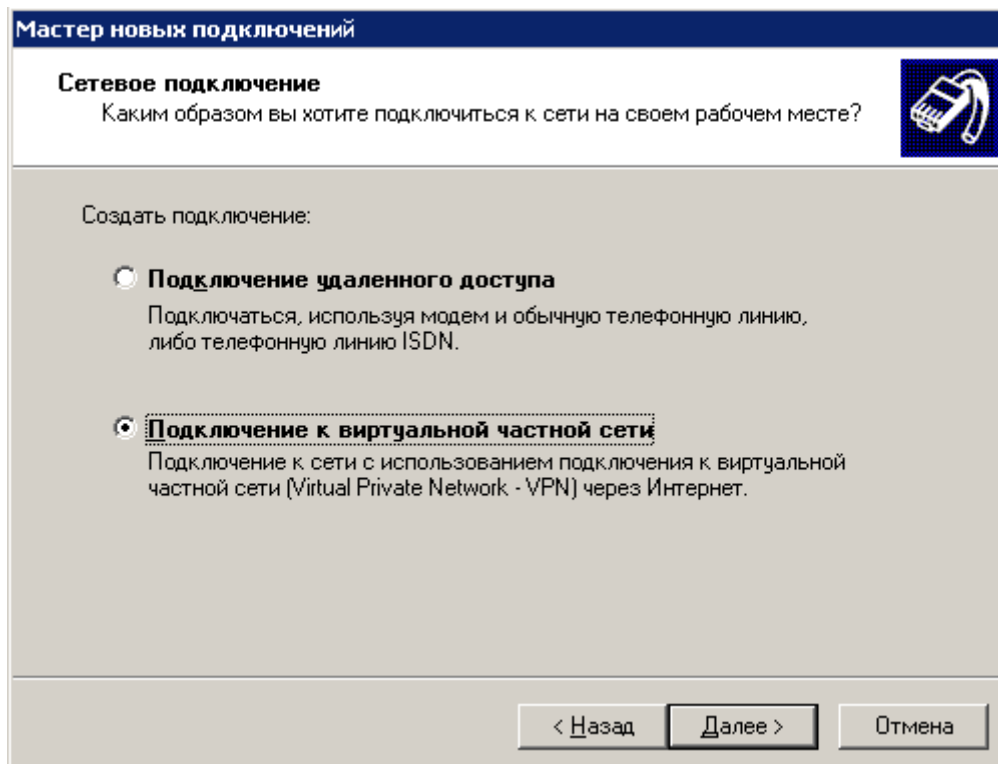 Мастер новых подключений
Сетевое подключение
Каким образом вы хотите подключиться к сети на своем рабочем месте?
Создать подключение:
Подключение удаленного доступа
Подключаться, используя модем и обычную телефонную линию,
либо телефонную линию ISDN.
Подключение к виртуальной частной сети
Подключение к сети с использованием подключения к виртуальной
частной сети (Virtual Private Network - VPN) через Интернет.
< Назад Далее > Отмена